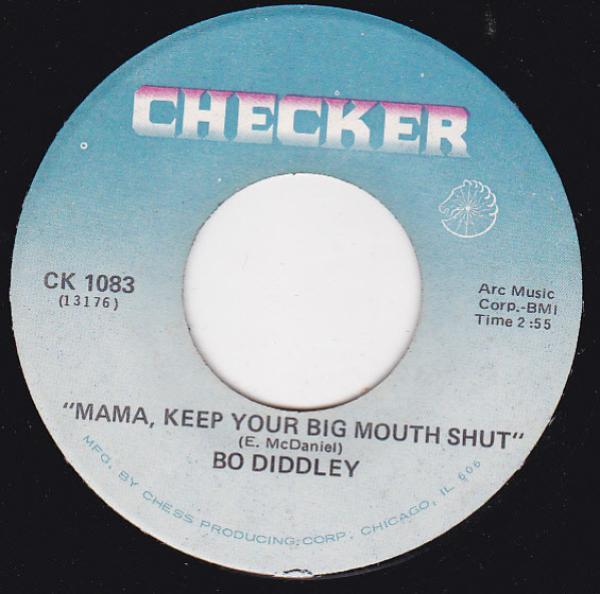 CHECKER
CK 1083
(13176)
Arc Music
Corp.-BMI
Time 2:55
"MAMA, KEEP YOUR BIG MOUTH SHUT"
(E. McDaniel)
BO DIDDLEY
MFG. BY CHESS PRODUCING CORP. CHICAGO, IL 606